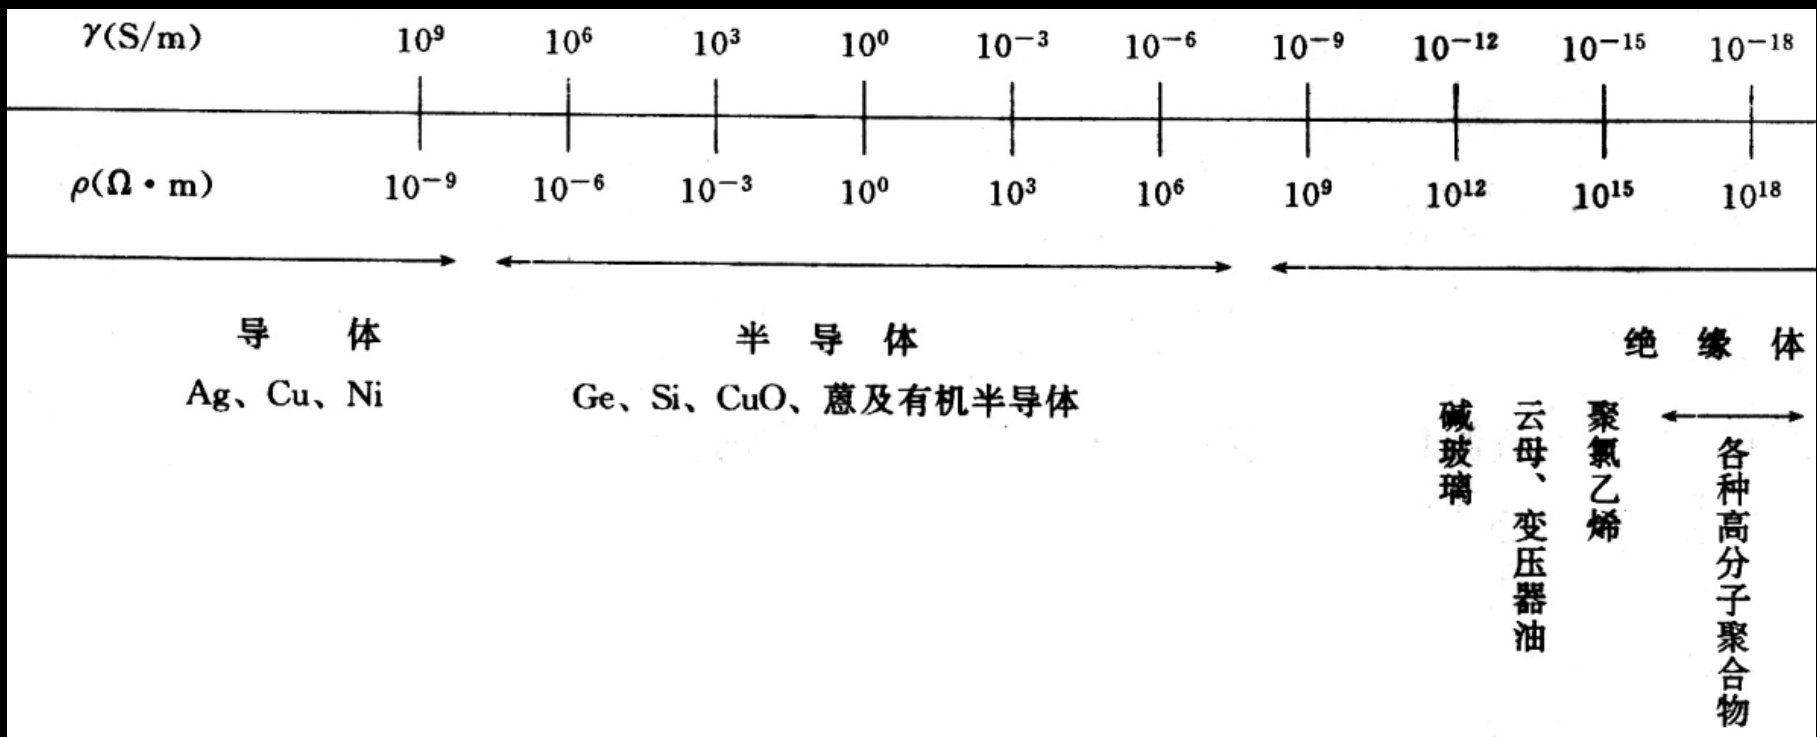 γ(S/m) 10⁹ 10⁶ 10³ 10⁰ 10⁻³ 10⁻⁶ 10⁻⁹ 10⁻¹² 10⁻¹⁵ 10⁻¹⁸
ρ(Ω·m) 10⁻⁹ 10⁻⁶ 10⁻³ 10⁰ 10³ 10⁶ 10⁹ 10¹² 10¹⁵ 10¹⁸
导 体
半 导 体
绝 缘 体
Ag、Cu、Ni
Ge、Si、CuO、蒽及有机半导体
碱玻璃
云母、变压器油
聚氯乙烯
各种高分子聚合物